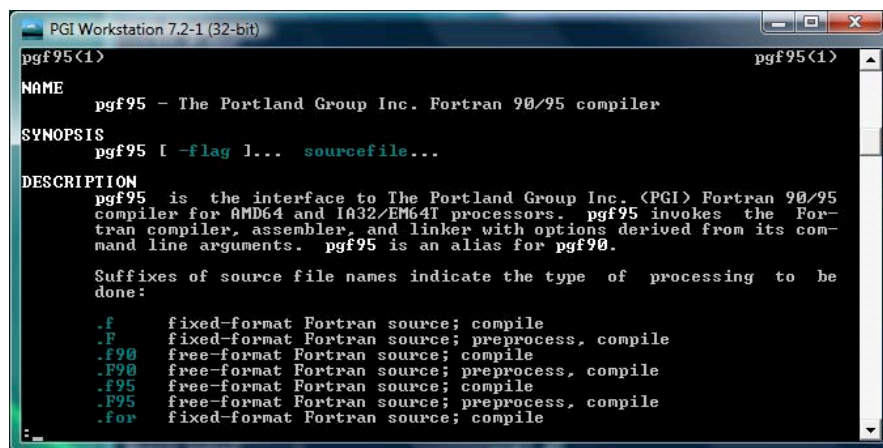 PGI Workstation 7.2-1 (32-bit)
pgf95(1) pgf95(1)
NAME
pgf95 - The Portland Group Inc. Fortran 90/95 compiler
SYNOPSIS
pgf95 [ -flag ]... sourcefile...
DESCRIPTION
pgf95 is the interface to The Portland Group Inc. (PGI) Fortran 90/95
compiler for AMD64 and IA32/EM64T processors. pgf95 invokes the For-
tran compiler, assembler, and linker with options derived from its com-
mand line arguments. pgf95 is an alias for pgf90.
Suffixes of source file names indicate the type of processing to be
done:
.f fixed-format Fortran source; compile
.F fixed-format Fortran source; preprocess, compile
.f90 free-format Fortran source; compile
.F90 free-format Fortran source; preprocess, compile
.f95 free-format Fortran source; compile
.F95 free-format Fortran source; preprocess, compile
.for fixed-format Fortran source; compile
:_